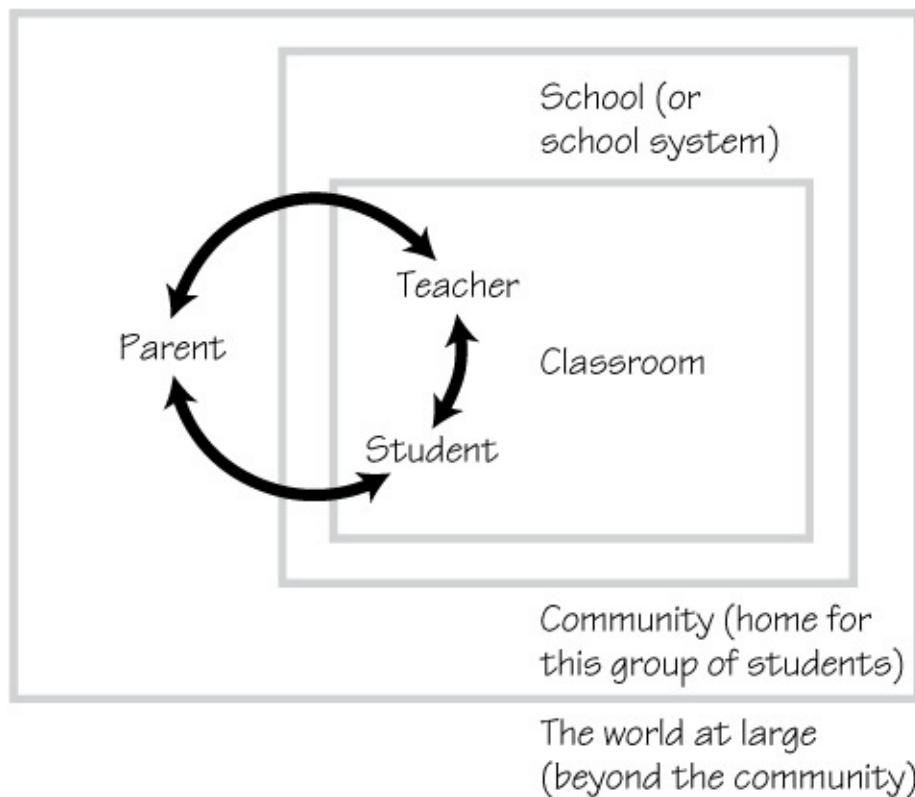 School (or
school system)
Teacher
Parent
Classroom
Student
Community (home for
this group of students)
The world at large
(beyond the community)